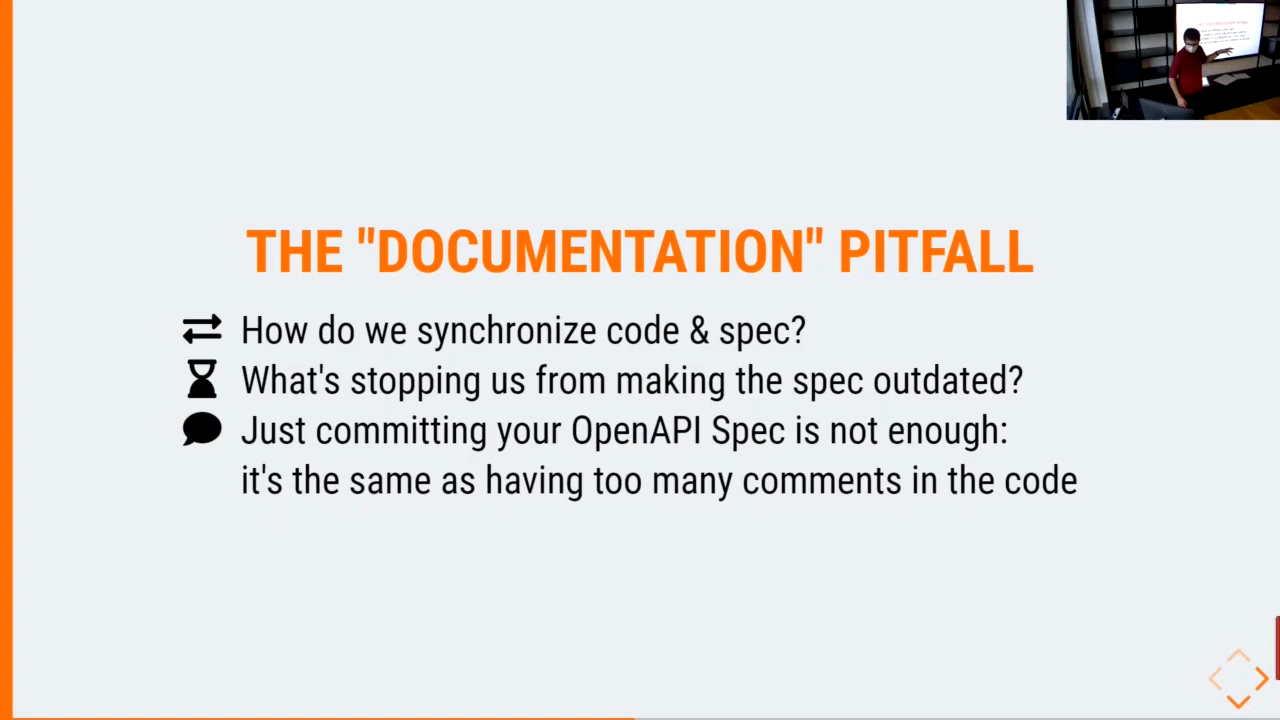 THE "DOCUMENTATION" PITFALL
How do we synchronize code & spec?
What's stopping us from making the spec outdated?
Just committing your OpenAPI Spec is not enough:
it's the same as having too many comments in the code